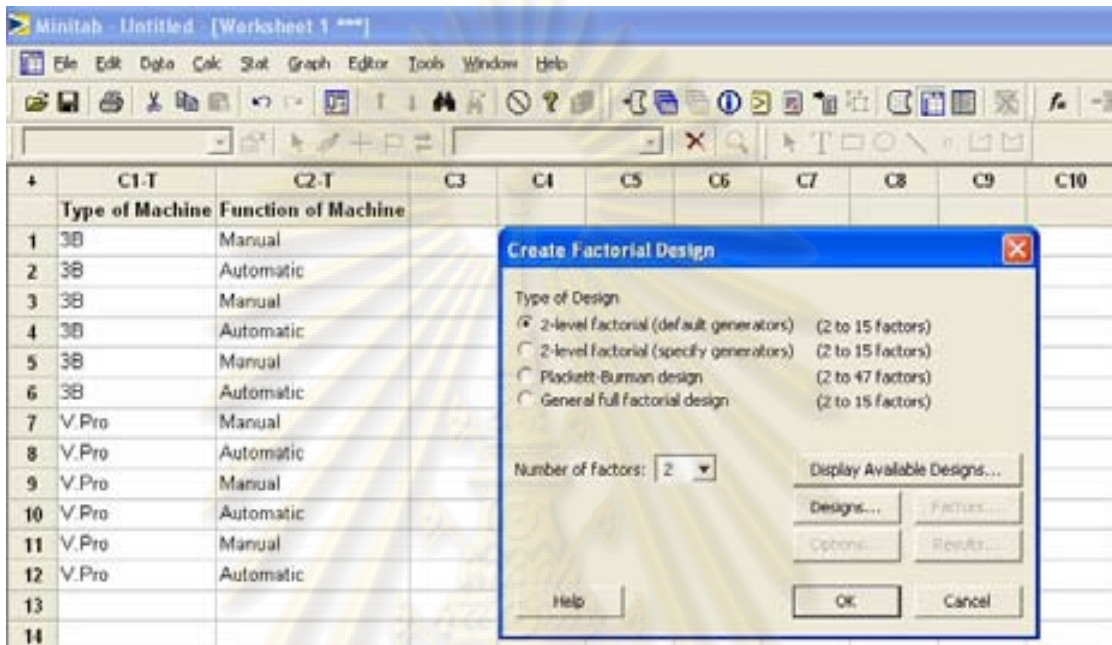 Minitab - Untitled - [Worksheet 1 ***]
File Edit Data Calc Stat Graph Editor Tools Window Help
C1-T C2-T C3 C4 C5 C6 C7 C8 C9 C10
Type of Machine Function of Machine
1 3B Manual
2 3B Automatic
3 3B Manual
4 3B Automatic
5 3B Manual
6 3B Automatic
7 V.Pro Manual
8 V.Pro Automatic
9 V.Pro Manual
10 V.Pro Automatic
11 V.Pro Manual
12 V.Pro Automatic
13
14
Create Factorial Design
Type of Design
2-level factorial (default generators) (2 to 15 factors)
2-level factorial (specify generators) (2 to 15 factors)
Plackett-Burman design (2 to 47 factors)
General full factorial design (2 to 15 factors)
Number of factors: 2
Display Available Designs...
Designs... Factors...
Options... Results...
Help OK Cancel